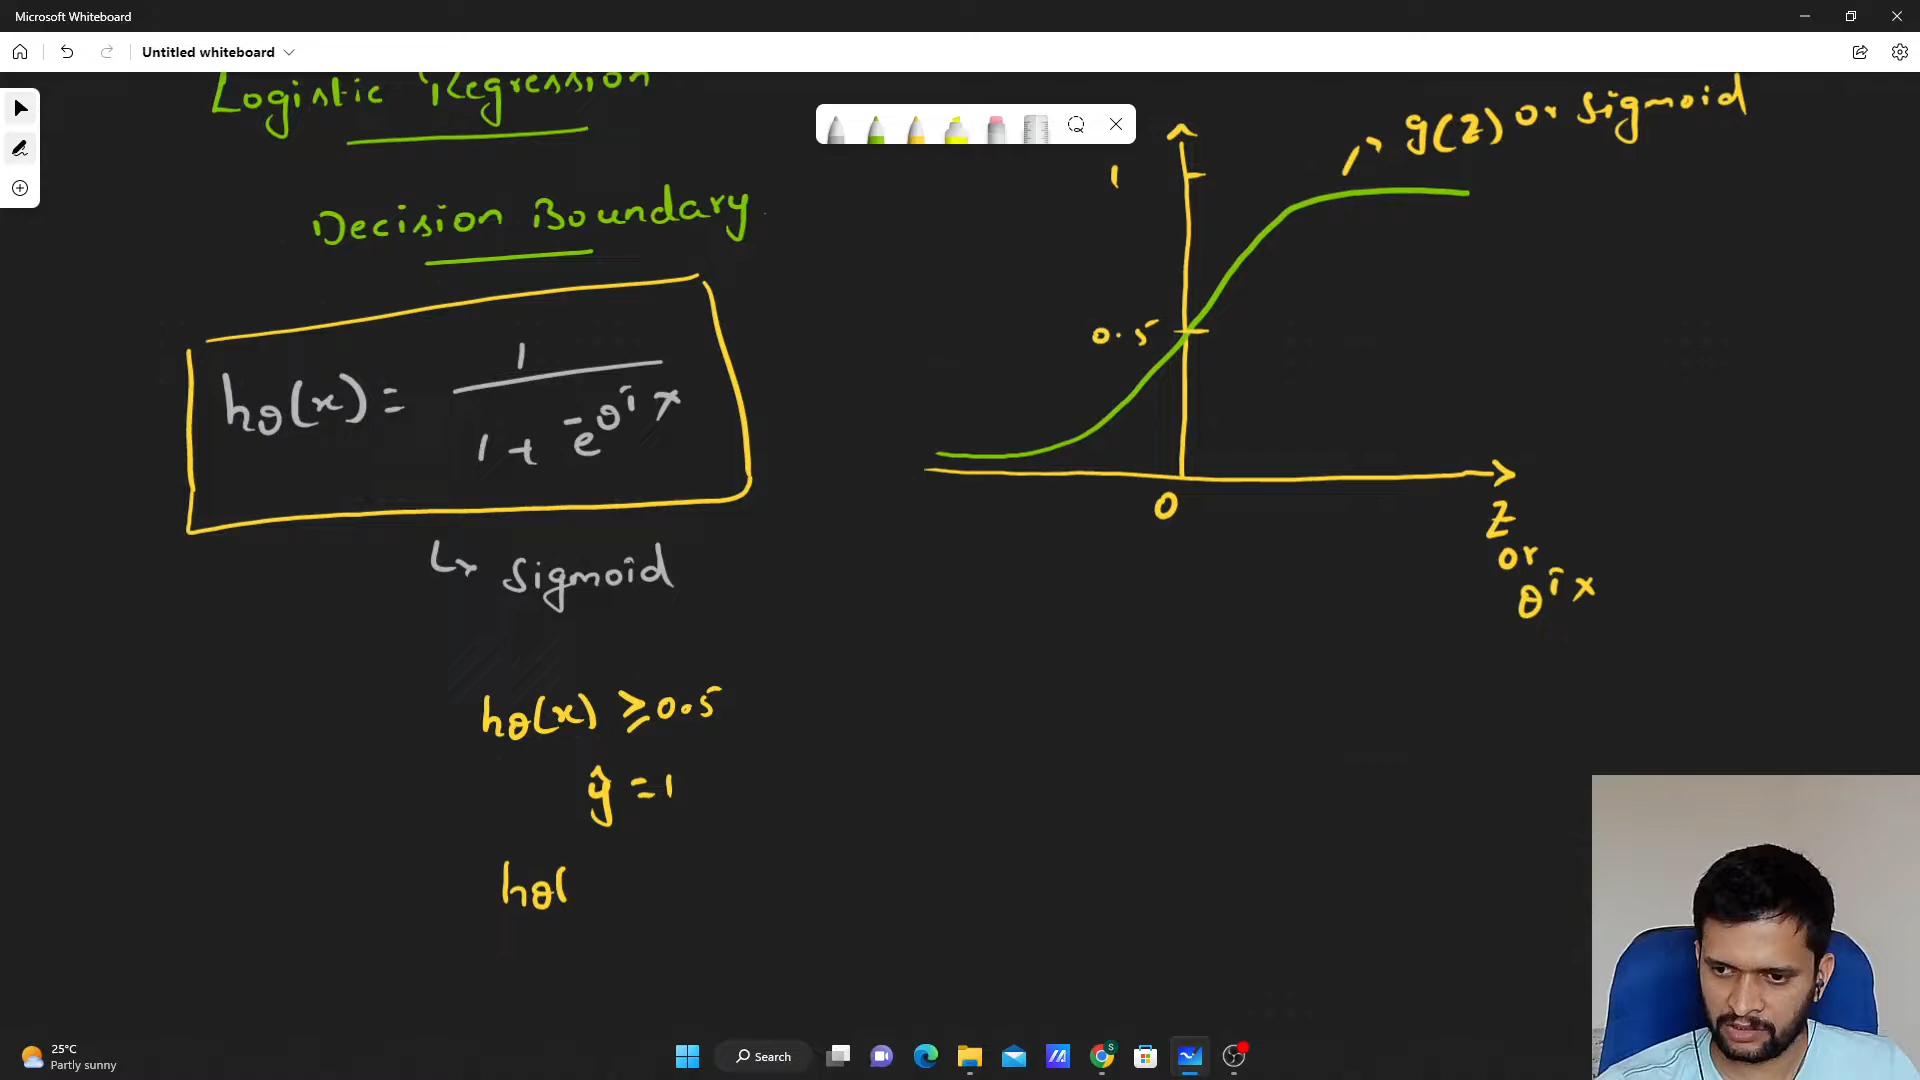 Microsoft Whiteboard
Untitled whiteboard
Logistic Regression
Decision Boundary
hθ(x) = 1 / 1 + e^-θᵀx
↳ Sigmoid
hθ(x) ≥ 0.5
ŷ = 1
hθ(
g(z) or sigmoid
1
0.5
0
z
or
θᵀx
25°C
Partly sunny
Search
S